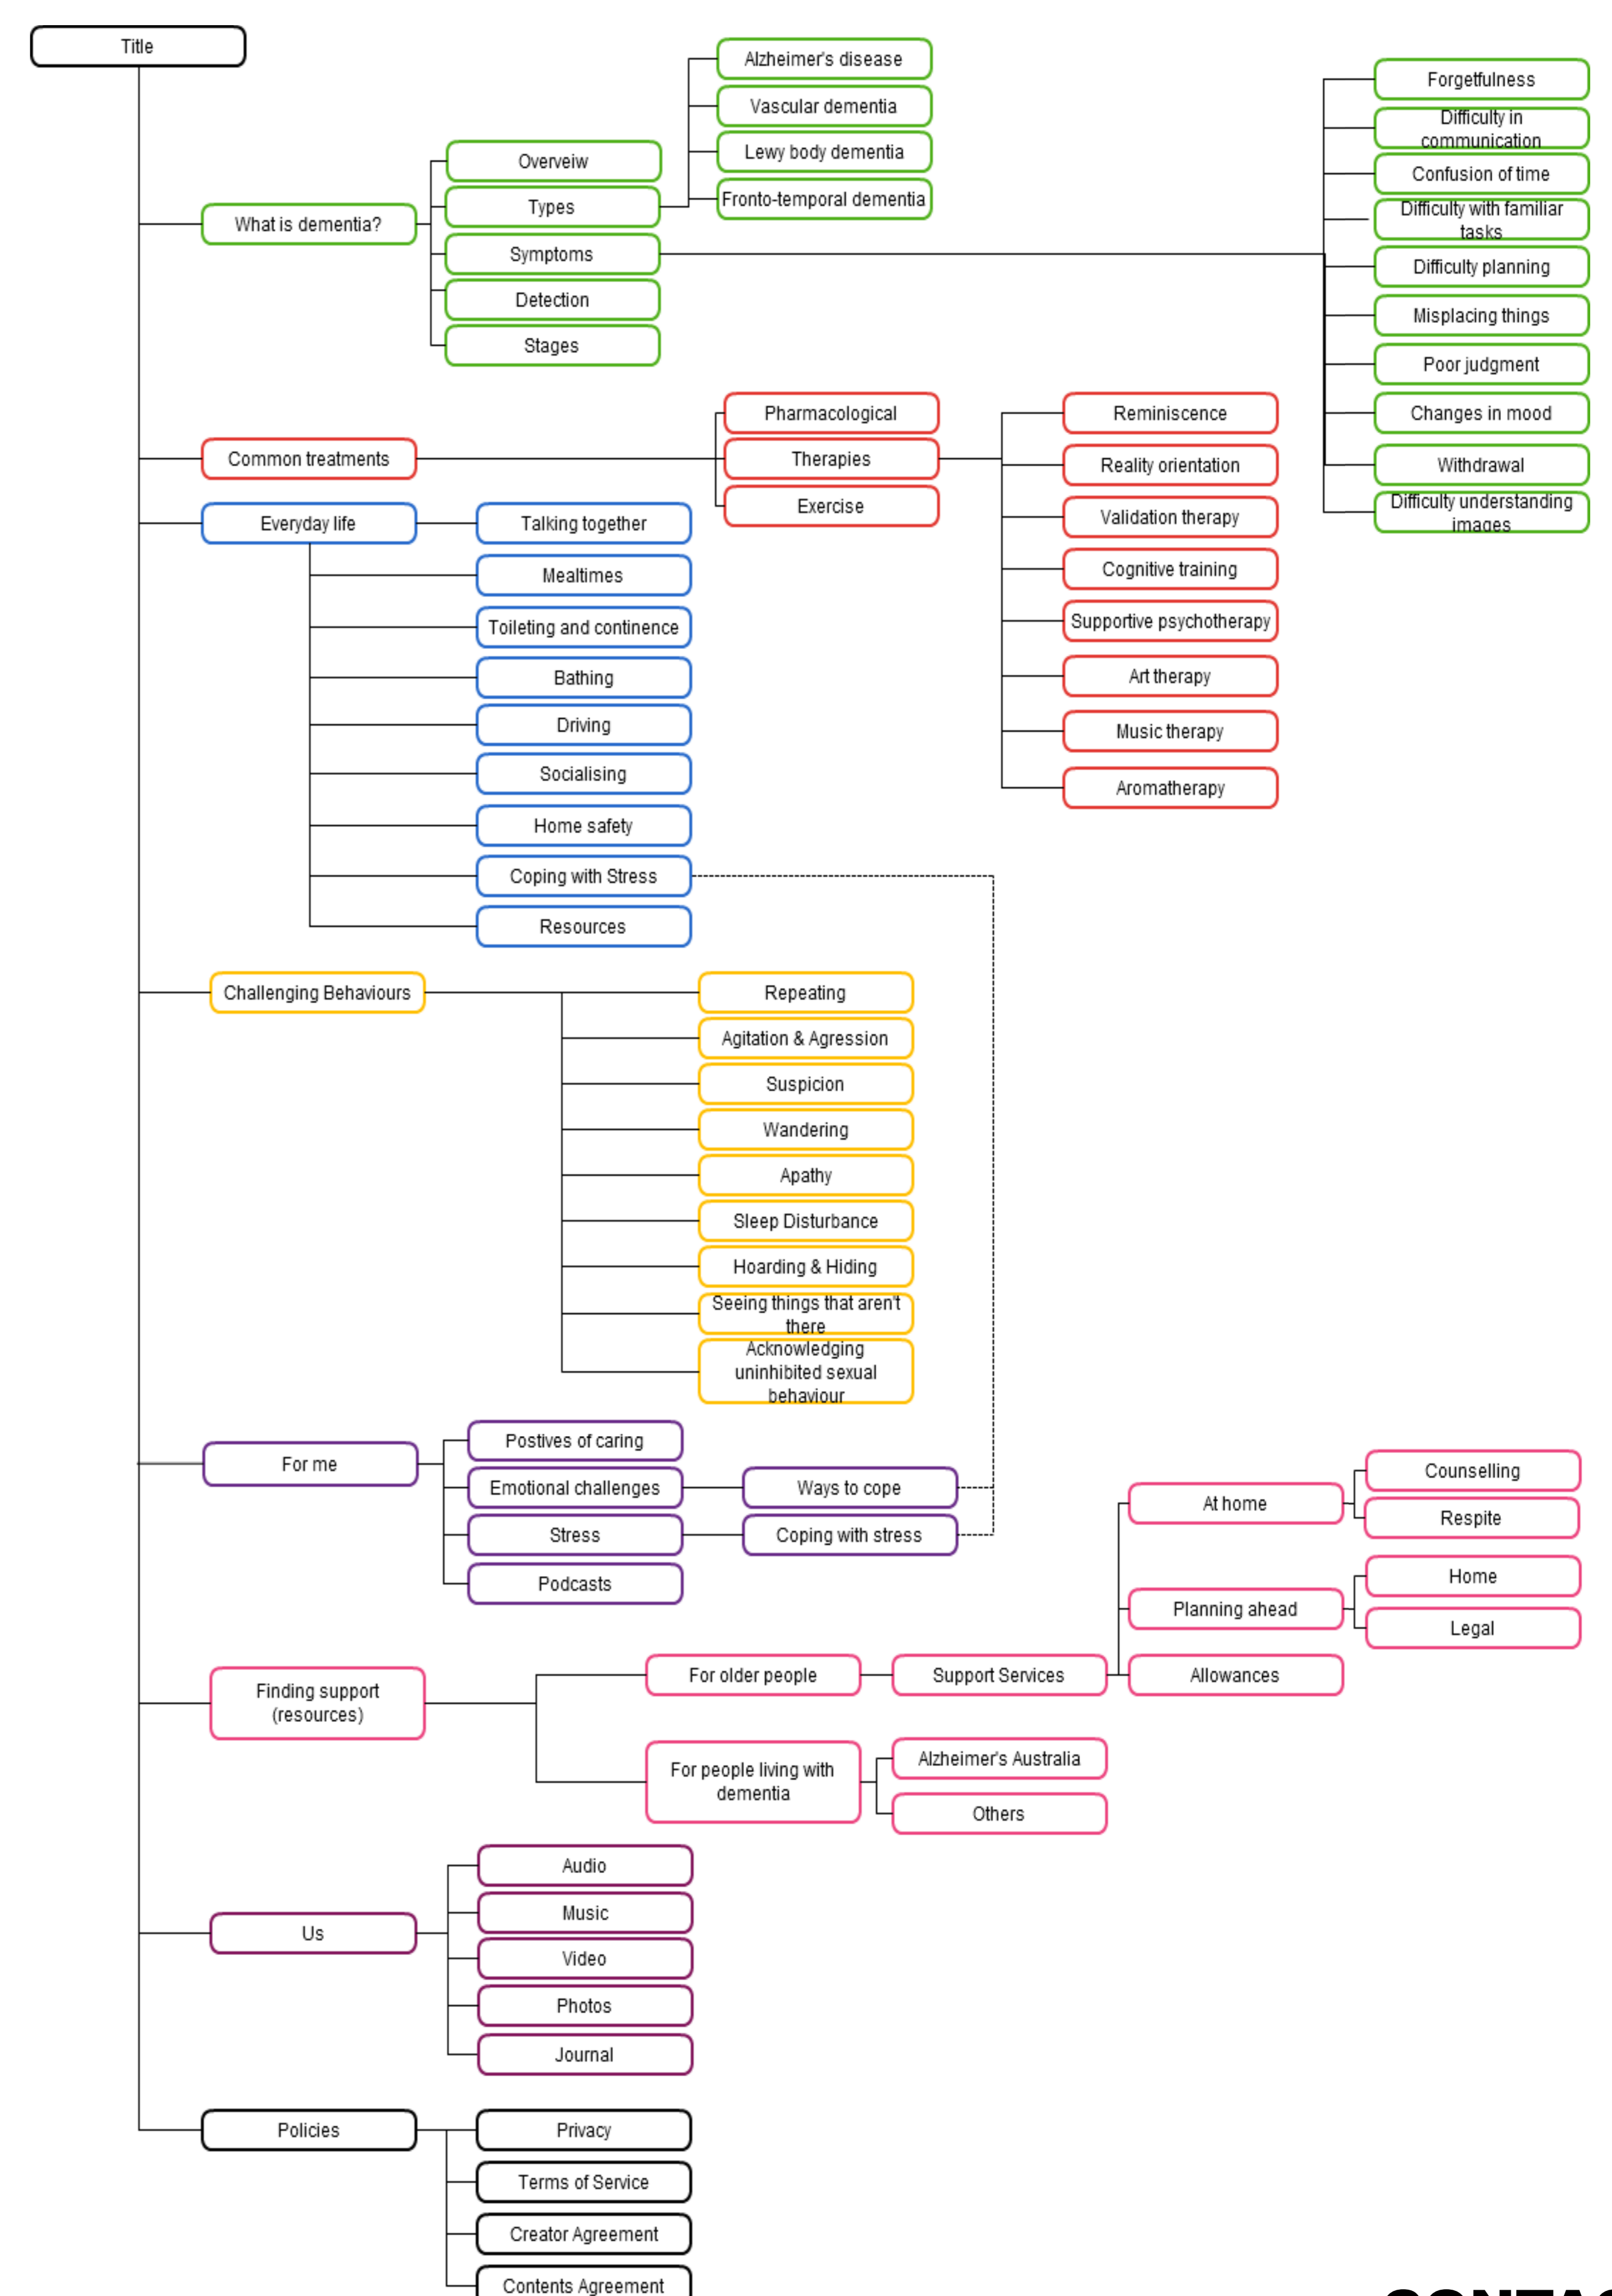 Title
What is dementia?
Overveiw
Types
Symptoms
Detection
Stages
Alzheimer's disease
Vascular dementia
Lewy body dementia
Fronto-temporal dementia
Forgetfulness
Difficulty in
communication
Confusion of time
Difficulty with familiar
tasks
Difficulty planning
Misplacing things
Poor judgment
Changes in mood
Withdrawal
Difficulty understanding
images
Common treatments
Pharmacological
Therapies
Exercise
Reminiscence
Reality orientation
Validation therapy
Cognitive training
Supportive psychotherapy
Art therapy
Music therapy
Aromatherapy
Everyday life
Talking together
Mealtimes
Toileting and continence
Bathing
Driving
Socialising
Home safety
Coping with Stress
Resources
Challenging Behaviours
Repeating
Agitation & Agression
Suspicion
Wandering
Apathy
Sleep Disturbance
Hoarding & Hiding
Seeing things that aren't
there
Acknowledging
uninhibited sexual
behaviour
For me
Postives of caring
Emotional challenges
Stress
Podcasts
Ways to cope
Coping with stress
Finding support
(resources)
For older people
Support Services
At home
Counselling
Respite
Planning ahead
Home
Legal
Allowances
For people living with
dementia
Alzheimer's Australia
Others
Us
Audio
Music
Video
Photos
Journal
Policies
Privacy
Terms of Service
Creator Agreement
Contents Agreement